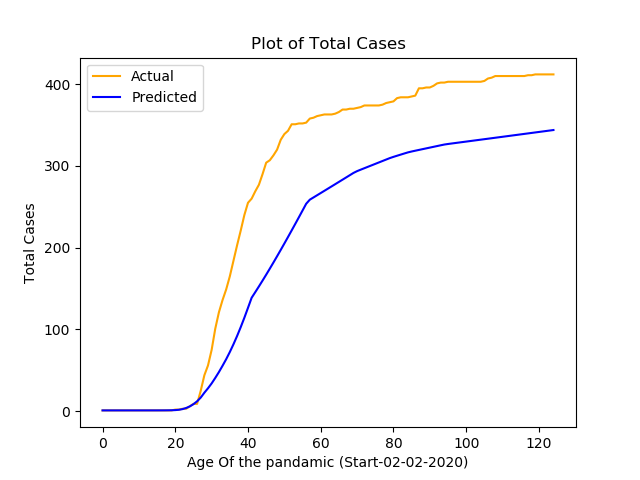 Plot of Total Cases
Actual
Predicted
400
300
200
100
0
Total Cases
0 20 40 60 80 100 120
Age Of the pandamic (Start-02-02-2020)